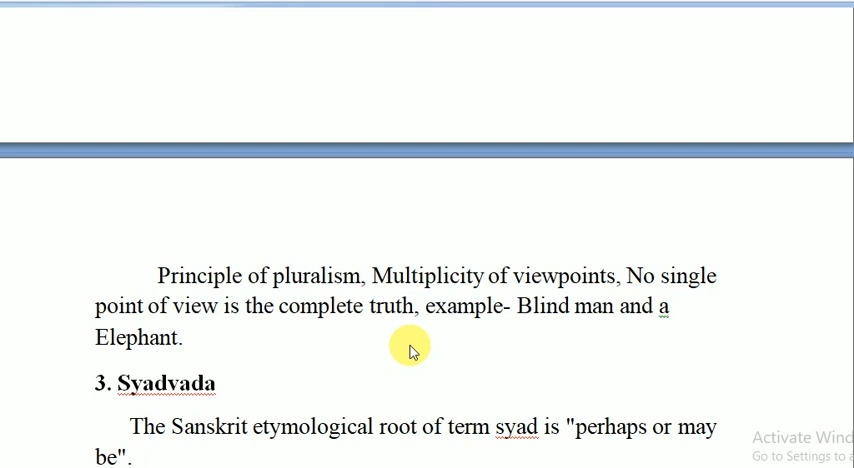 Principle of pluralism, Multiplicity of viewpoints, No single
point of view is the complete truth, example- Blind man and a
Elephant.
3. Syadvada
The Sanskrit etymological root of term syad is "perhaps or may
be".
Activate Wind
Go to Settings to a